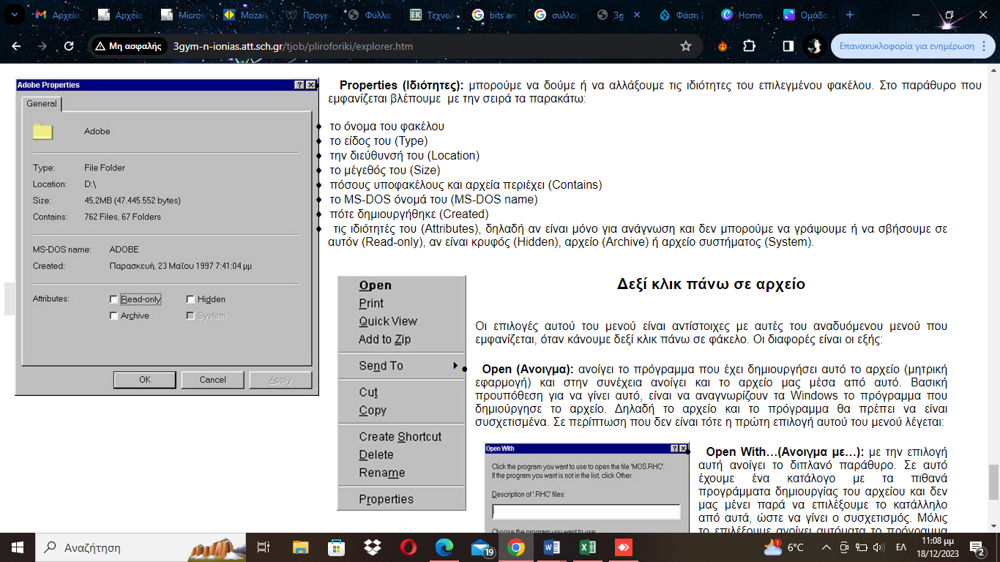 Αρχεία
Αρχεία
Micros
Mozaik
Προγρ
Φύλλα
Τεχνολ
bits an
συλλογ
3g
Φάση
Home
Ομάδα
Μη ασφαλής
3gym-n-ionias.att.sch.gr/tjob/pliroforiki/explorer.htm
Επανακυκλοφορία για ενημέρωση
Adobe Properties
General
Adobe
Type: File Folder
Location: D:\
Size: 45,2MB (47.445.552 bytes)
Contains: 762 Files, 67 Folders
MS-DOS name: ADOBE
Created: Παρασκευή, 23 Μαΐου 1997 7:41:04 μμ
Attributes: Read-only Hidden
Archive System
OK Cancel Apply
Properties (Ιδιότητες): μπορούμε να δούμε ή να αλλάξουμε τις ιδιότητες του επιλεγμένου φακέλου. Στο παράθυρο που
εμφανίζεται βλέπουμε με την σειρά τα παρακάτω:
♦ το όνομα του φακέλου
♦ το είδος του (Type)
♦ την διεύθυνσή του (Location)
♦ το μέγεθός του (Size)
♦ πόσους υποφακέλους και αρχεία περιέχει (Contains)
♦ το MS-DOS όνομά του (MS-DOS name)
♦ πότε δημιουργήθηκε (Created)
♦ τις ιδιότητές του (Attributes), δηλαδή αν είναι μόνο για ανάγνωση και δεν μπορούμε να γράψουμε ή να σβήσουμε σε
αυτόν (Read-only), αν είναι κρυφός (Hidden), αρχείο (Archive) ή αρχείο συστήματος (System).
Open
Print
Quick View
Add to Zip
Send To
Cut
Copy
Create Shortcut
Delete
Rename
Properties
Δεξί κλικ πάνω σε αρχείο
Οι επιλογές αυτού του μενού είναι αντίστοιχες με αυτές του αναδυόμενου μενού που
εμφανίζεται, όταν κάνουμε δεξί κλικ πάνω σε φάκελο. Οι διαφορές είναι οι εξής:
• Open (Ανοιγμα): ανοίγει το πρόγραμμα που έχει δημιουργήσει αυτό το αρχείο (μητρική
εφαρμογή) και στην συνέχεια ανοίγει και το αρχείο μας μέσα από αυτό. Βασική
προυπόθεση για να γίνει αυτό, είναι να αναγνωρίζουν τα Windows το πρόγραμμα που
δημιούργησε το αρχείο. Δηλαδή το αρχείο και το πρόγραμμα θα πρέπει να είναι
συσχετισμένα. Σε περίπτωση που δεν είναι τότε η πρώτη επιλογή αυτού του μενού λέγεται:
Open With
Click the program you want to use to open the file 'MOS.RHC'.
If the program you want is not in the list, click Other.
Description of '.RHC' files:
Choose the program you want to use:
• Open With…(Ανοιγμα με…): με την επιλογή
αυτή ανοίγει το διπλανό παράθυρο. Σε αυτό
έχουμε ένα κατάλογο με τα πιθανά
προγράμματα δημιουργίας του αρχείου και δεν
μας μένει παρά να επιλέξουμε το κατάλληλο
από αυτά, ώστε να γίνει ο συσχετισμός. Μόλις
το επιλέξουμε ανοίγει αυτόματα το πρόγραμμα
Αναζήτηση
19
1
6°C
ΕΛ
11:08 μμ
18/12/2023
2